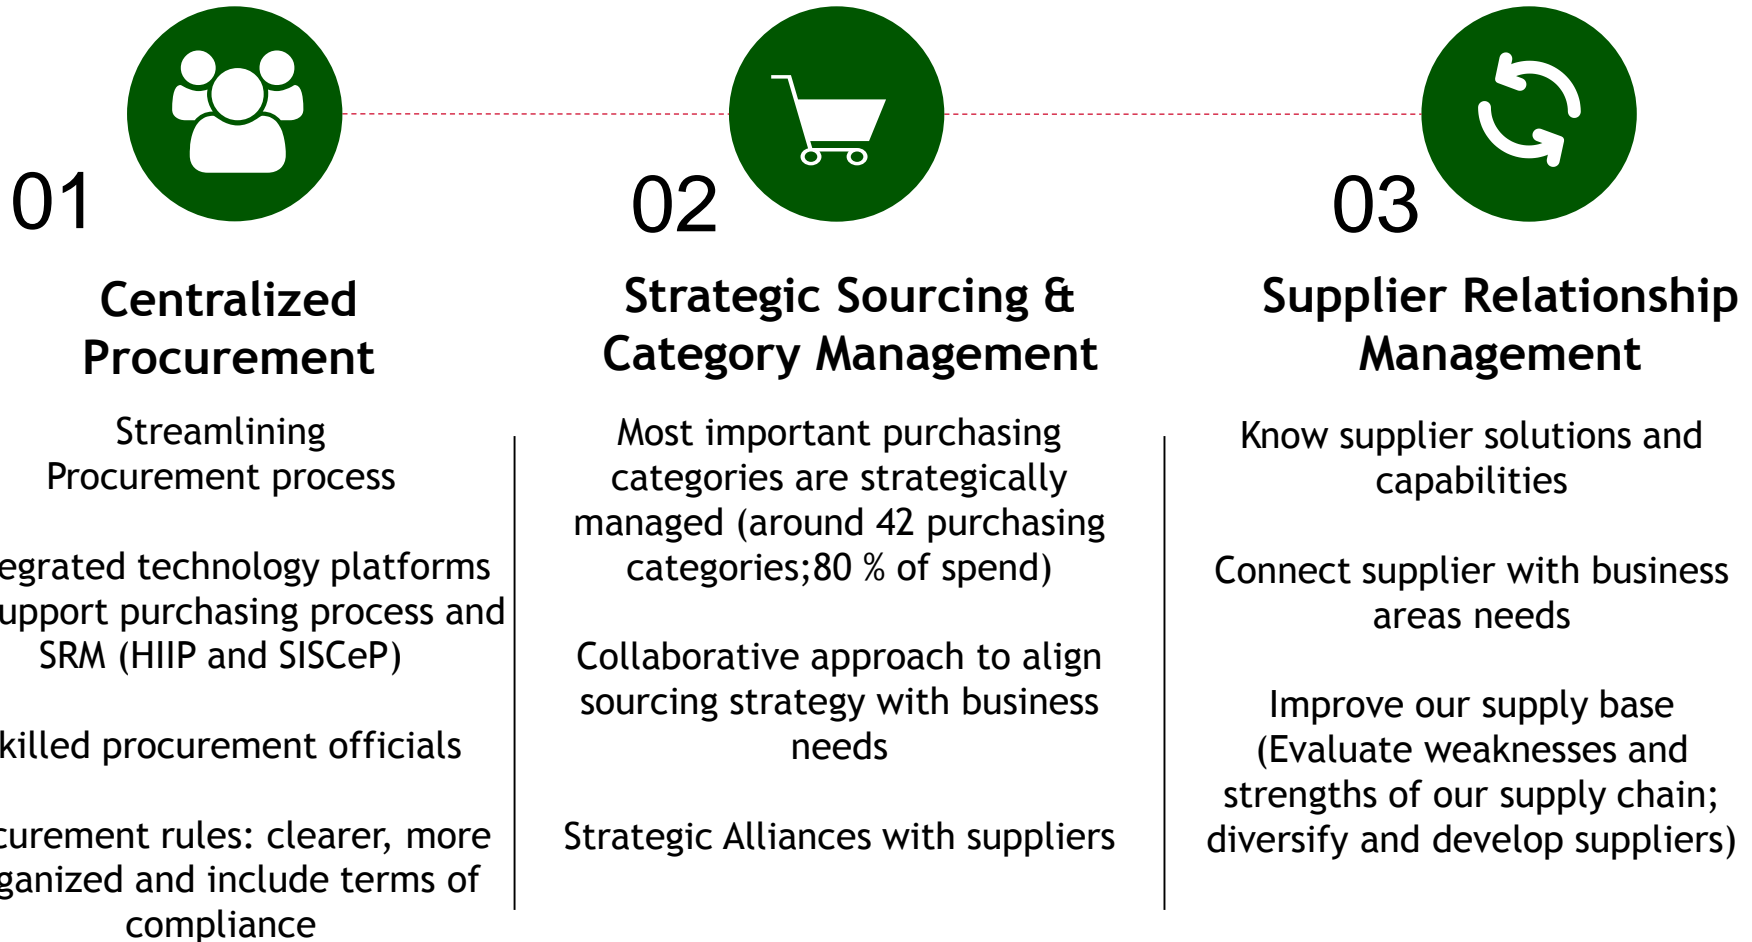 01
Centralized
Procurement
Streamlining
Procurement process
tegrated technology platforms
upport purchasing process and
SRM (HIIP and SISCeP)
killed procurement officials
curement rules: clearer, more
ganized and include terms of
compliance
02
Strategic Sourcing &
Category Management
Most important purchasing
categories are strategically
managed (around 42 purchasing
categories;80 % of spend)
Collaborative approach to align
sourcing strategy with business
needs
Strategic Alliances with suppliers
03
Supplier Relationship
Management
Know supplier solutions and
capabilities
Connect supplier with business
areas needs
Improve our supply base
(Evaluate weaknesses and
strengths of our supply chain;
diversify and develop suppliers)